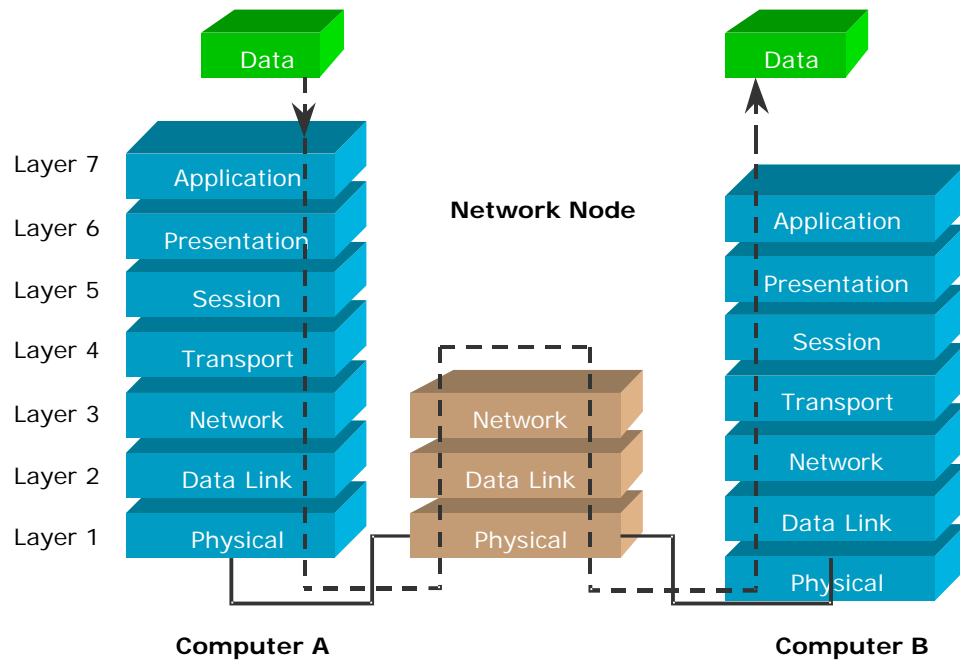 Data
Data
Layer 7
Application
Layer 6
Presentation
Layer 5
Session
Layer 4
Transport
Layer 3
Network
Layer 2
Data Link
Layer 1
Physical
Computer A
Network Node
Network
Data Link
Physical
Application
Presentation
Session
Transport
Network
Data Link
Physical
Computer B